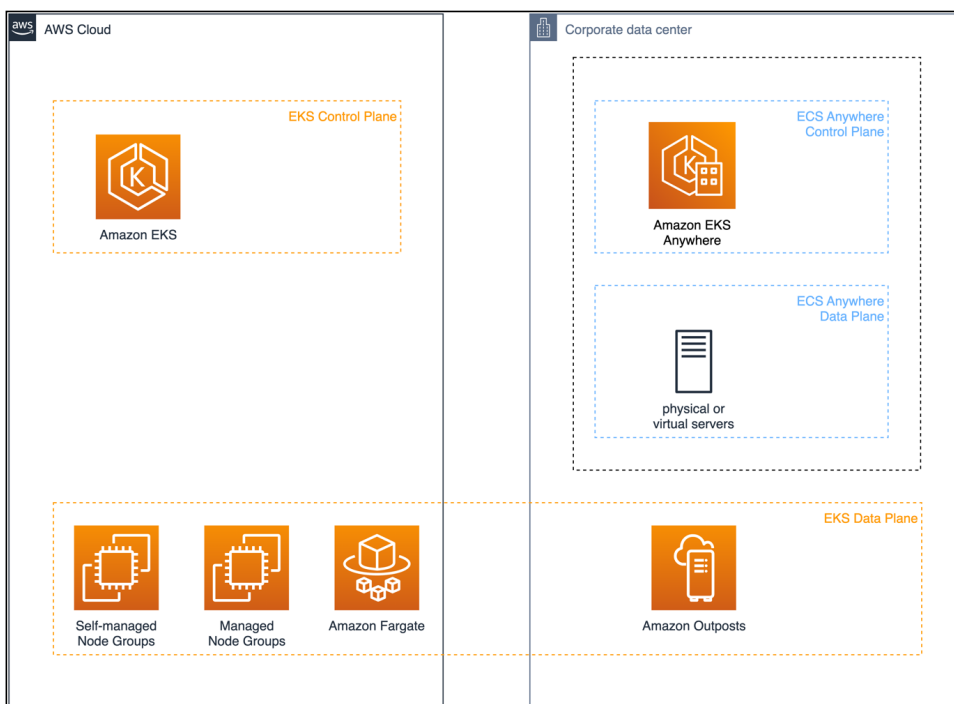 aws
AWS Cloud
Corporate data center
EKS Control Plane
Amazon EKS
ECS Anywhere
Control Plane
Amazon EKS
Anywhere
ECS Anywhere
Data Plane
physical or
virtual servers
EKS Data Plane
Self-managed
Node Groups
Managed
Node Groups
Amazon Fargate
Amazon Outposts